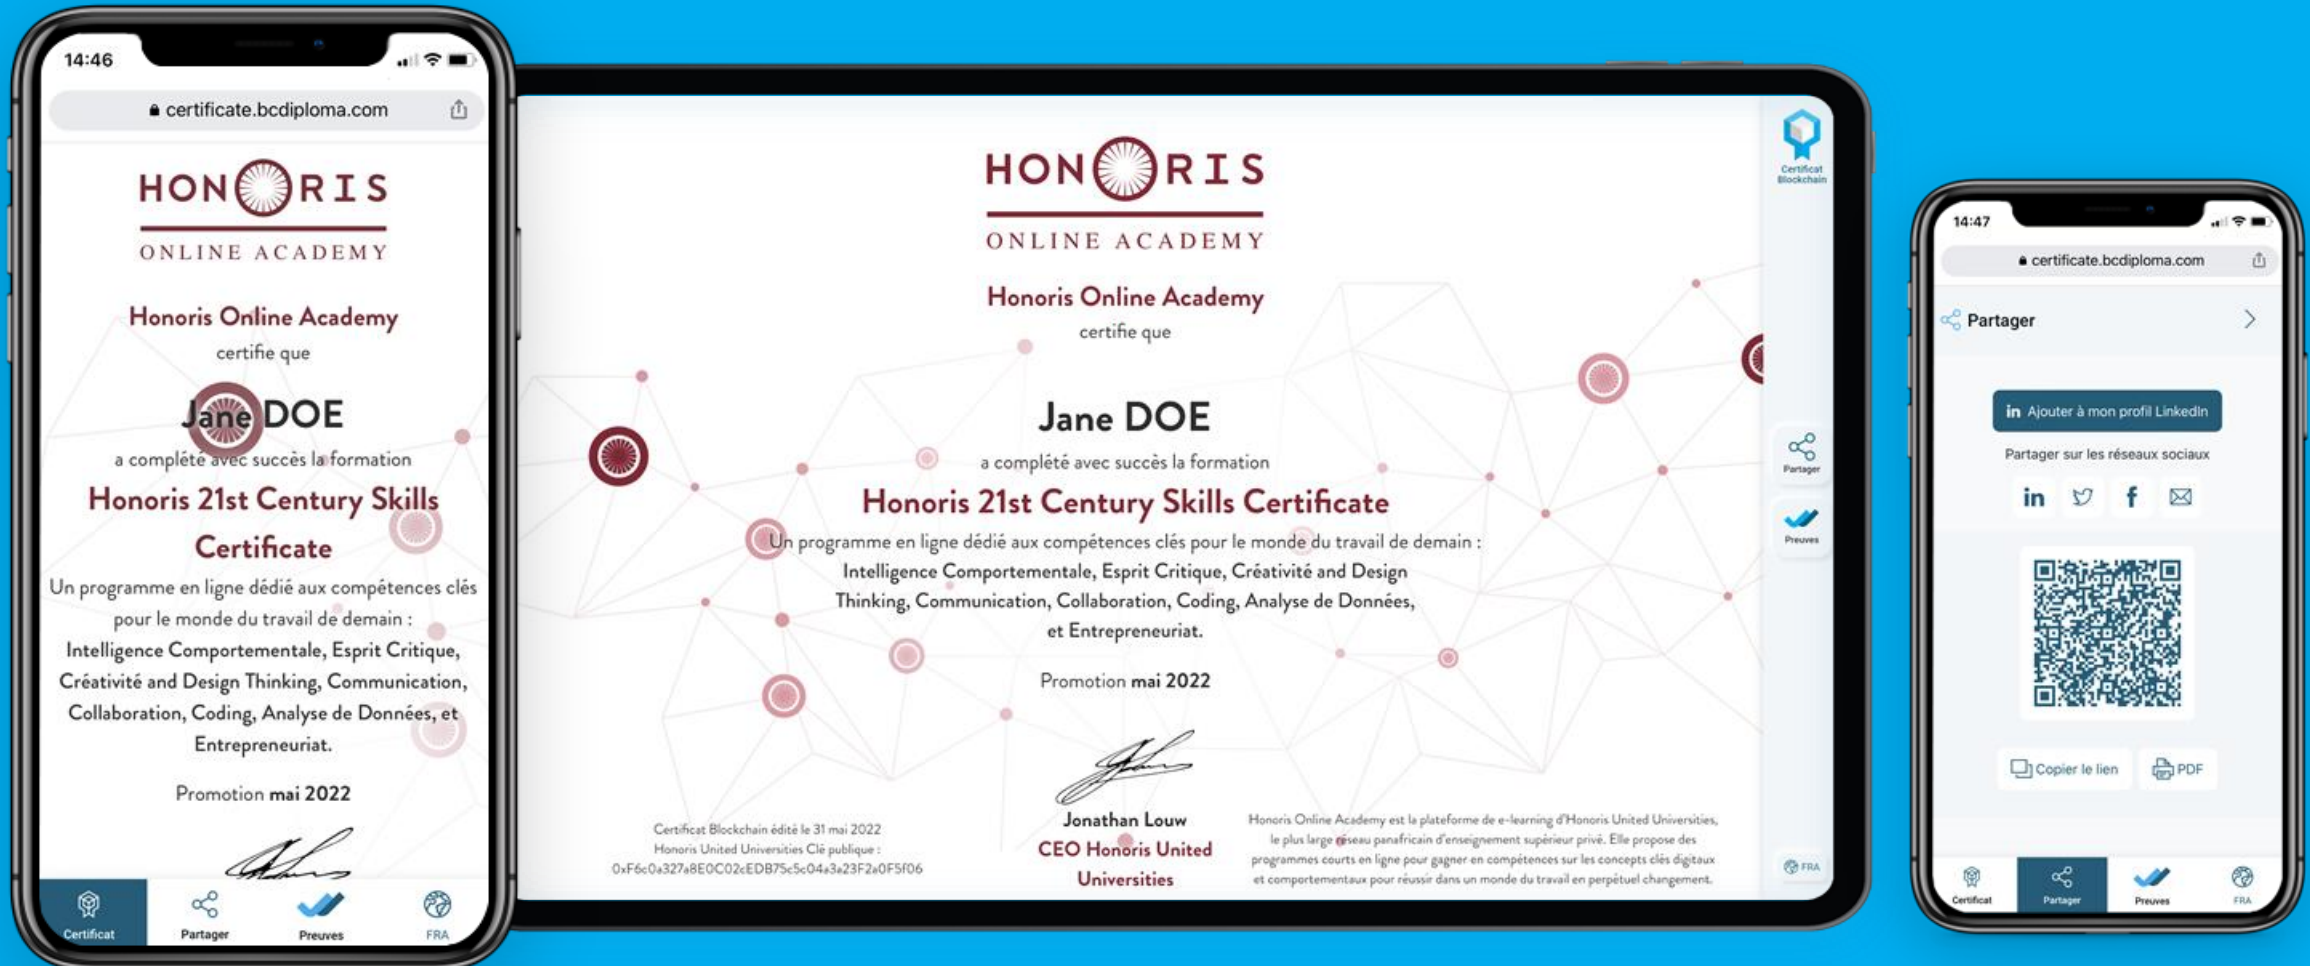 14:46
certificate.bcdiploma.com
HONORIS
ONLINE ACADEMY
Honoris Online Academy
certifie que
Jane DOE
a complété avec succès la formation
Honoris 21st Century Skills
Certificate
Un programme en ligne dédié aux compétences clés
pour le monde du travail de demain :
Intelligence Comportementale, Esprit Critique,
Créativité and Design Thinking, Communication,
Collaboration, Coding, Analyse de Données, et
Entrepreneuriat.
Promotion mai 2022
Certificat
Partager
Preuves
FRA
HONORIS
ONLINE ACADEMY
Honoris Online Academy
certifie que
Jane DOE
a complété avec succès la formation
Honoris 21st Century Skills Certificate
Un programme en ligne dédié aux compétences clés pour le monde du travail de demain :
Intelligence Comportementale, Esprit Critique, Créativité and Design
Thinking, Communication, Collaboration, Coding, Analyse de Données,
et Entrepreneuriat.
Promotion mai 2022
Certificat Blockchain édité le 31 mai 2022
Honoris United Universities Clé publique :
0xF6c0a327a8E0C02cEDB75c5c04a3a23F2a0F5f06
Jonathan Louw
CEO Honoris United
Universities
Honoris Online Academy est la plateforme de e-learning d'Honoris United Universities,
le plus large réseau panafricain d'enseignement supérieur privé. Elle propose des
programmes courts en ligne pour gagner en compétences sur les concepts clés digitaux
et comportementaux pour réussir dans un monde du travail en perpétuel changement.
Certificat
Blockchain
Partager
Preuves
FRA
14:47
certificate.bcdiploma.com
Partager
in Ajouter à mon profil LinkedIn
Partager sur les réseaux sociaux
in f
Copier le lien
PDF
Certificat
Partager
Preuves
FRA